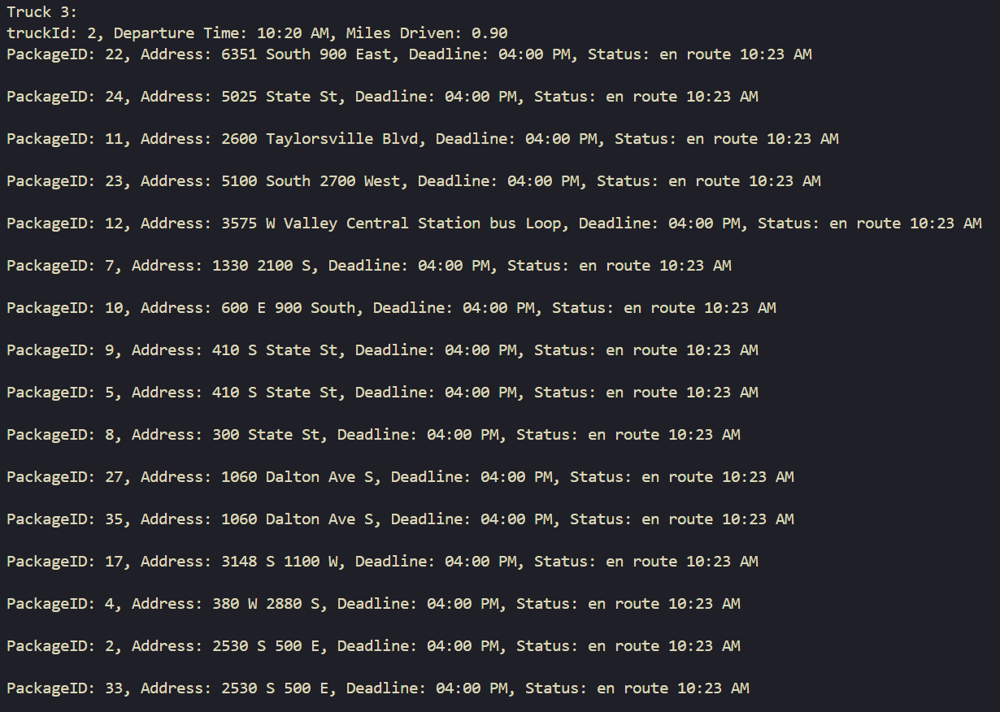 Truck 3:
truckId: 2, Departure Time: 10:20 AM, Miles Driven: 0.90
PackageID: 22, Address: 6351 South 900 East, Deadline: 04:00 PM, Status: en route 10:23 AM
PackageID: 24, Address: 5025 State St, Deadline: 04:00 PM, Status: en route 10:23 AM
PackageID: 11, Address: 2600 Taylorsville Blvd, Deadline: 04:00 PM, Status: en route 10:23 AM
PackageID: 23, Address: 5100 South 2700 West, Deadline: 04:00 PM, Status: en route 10:23 AM
PackageID: 12, Address: 3575 W Valley Central Station bus Loop, Deadline: 04:00 PM, Status: en route 10:23 AM
PackageID: 7, Address: 1330 2100 S, Deadline: 04:00 PM, Status: en route 10:23 AM
PackageID: 10, Address: 600 E 900 South, Deadline: 04:00 PM, Status: en route 10:23 AM
PackageID: 9, Address: 410 S State St, Deadline: 04:00 PM, Status: en route 10:23 AM
PackageID: 5, Address: 410 S State St, Deadline: 04:00 PM, Status: en route 10:23 AM
PackageID: 8, Address: 300 State St, Deadline: 04:00 PM, Status: en route 10:23 AM
PackageID: 27, Address: 1060 Dalton Ave S, Deadline: 04:00 PM, Status: en route 10:23 AM
PackageID: 35, Address: 1060 Dalton Ave S, Deadline: 04:00 PM, Status: en route 10:23 AM
PackageID: 17, Address: 3148 S 1100 W, Deadline: 04:00 PM, Status: en route 10:23 AM
PackageID: 4, Address: 380 W 2880 S, Deadline: 04:00 PM, Status: en route 10:23 AM
PackageID: 2, Address: 2530 S 500 E, Deadline: 04:00 PM, Status: en route 10:23 AM
PackageID: 33, Address: 2530 S 500 E, Deadline: 04:00 PM, Status: en route 10:23 AM